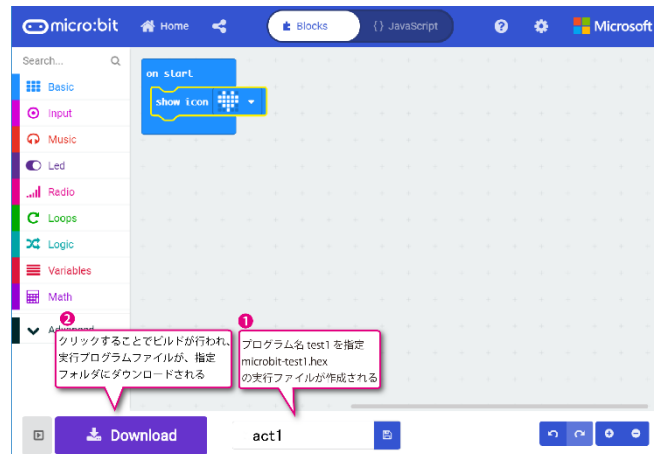 micro:bit
Home
Blocks
{} JavaScript
Microsoft
Search...
on start
show icon
Basic
Input
Music
Led
Radio
Loops
Logic
Variables
Math
Advanced
2
クリックすることでビルドが行われ、
実行プログラムファイルが、指定
フォルダにダウンロードされる
1
プログラム名 test1 を指定
microbit-test1.hex
の実行ファイルが作成される
Download
act1